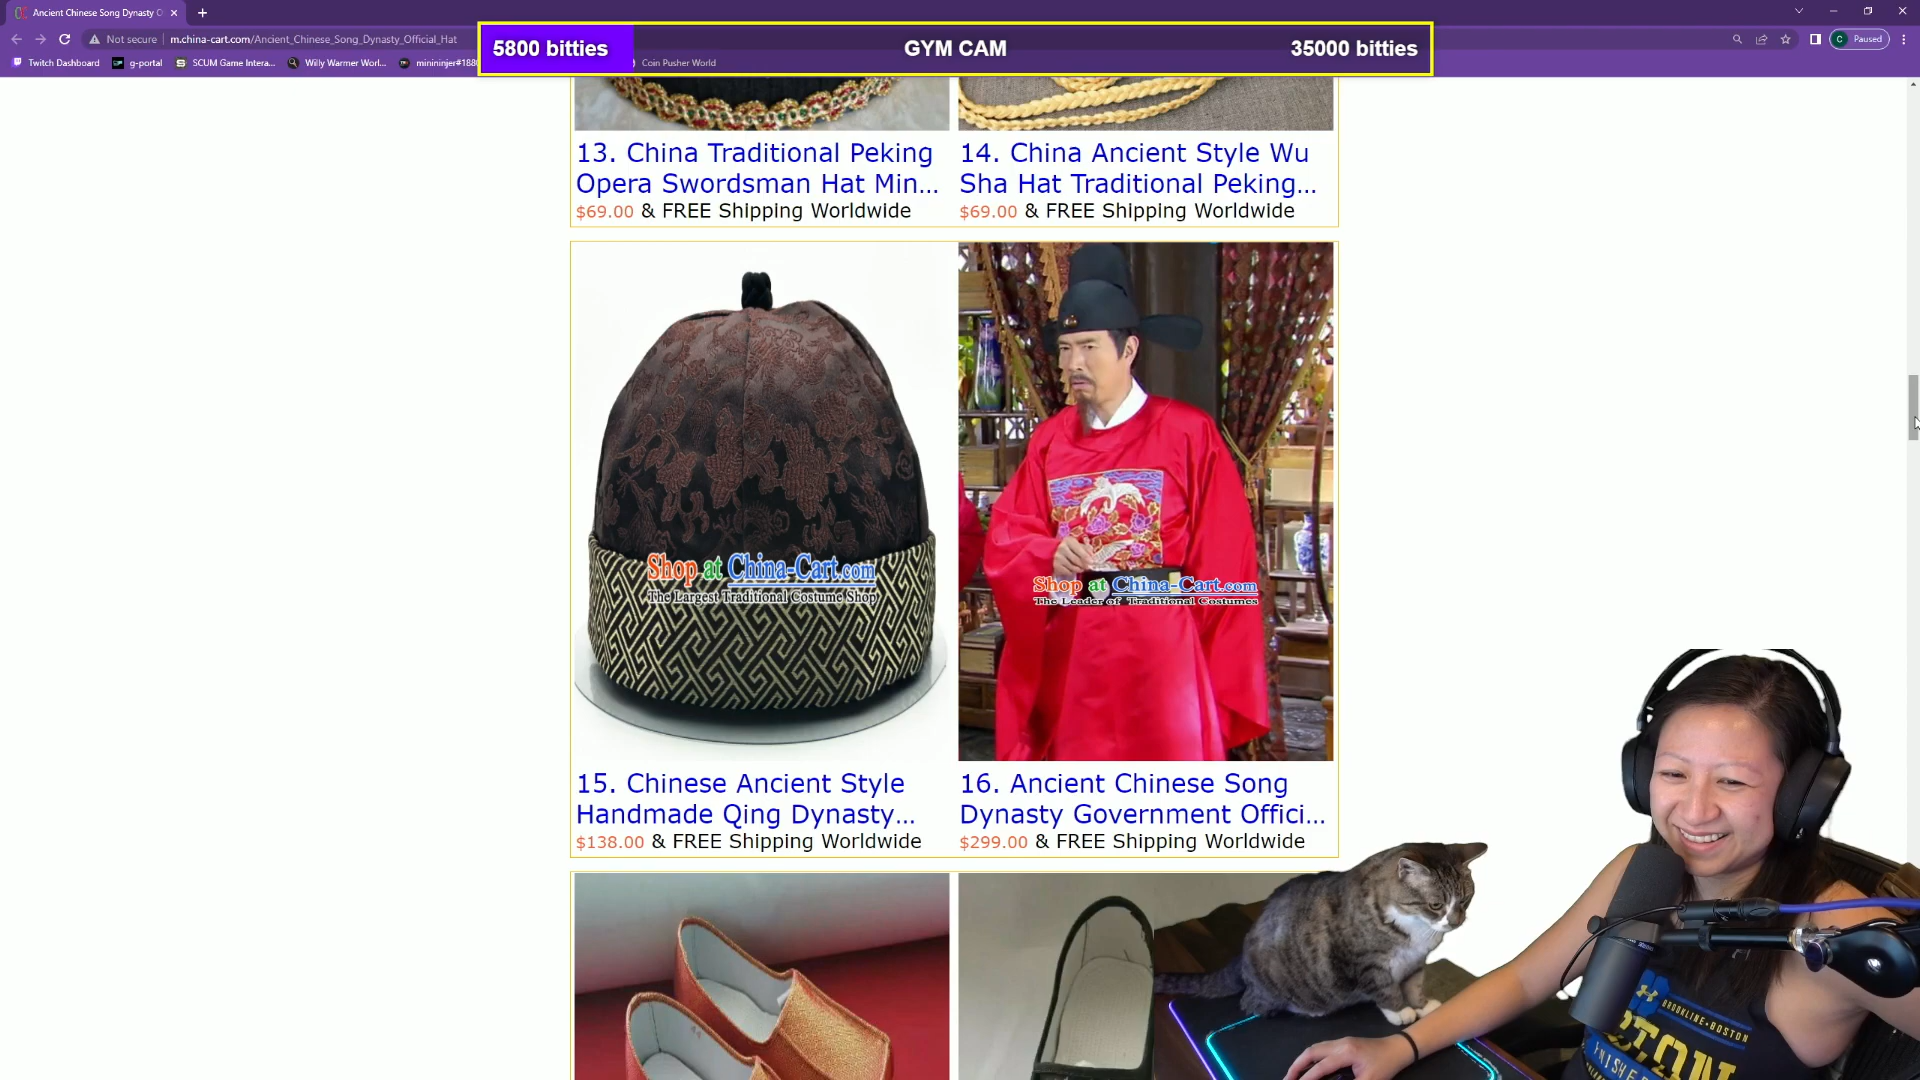 Ancient Chinese Song Dynasty O
Not secure
m.china-cart.com/Ancient_Chinese_Song_Dynasty_Official_Hat
Paused
Twitch Dashboard
g-portal
SCUM Game Intera...
Willy Warmer Worl...
Coin Pusher World
5800 bitties
GYM CAM
35000 bitties
13. China Traditional Peking
Opera Swordsman Hat Min...
$69.00 & FREE Shipping Worldwide
14. China Ancient Style Wu
Sha Hat Traditional Peking...
$69.00 & FREE Shipping Worldwide
Shop at China-Cart.com
The Largest Traditional Costume Shop
Shop at China-Cart.com
The Leader of Traditional Costumes
15. Chinese Ancient Style
Handmade Qing Dynasty...
$138.00 & FREE Shipping Worldwide
16. Ancient Chinese Song
Dynasty Government Offici...
$299.00 & FREE Shipping Worldwide
BROOKLINE•BOSTON